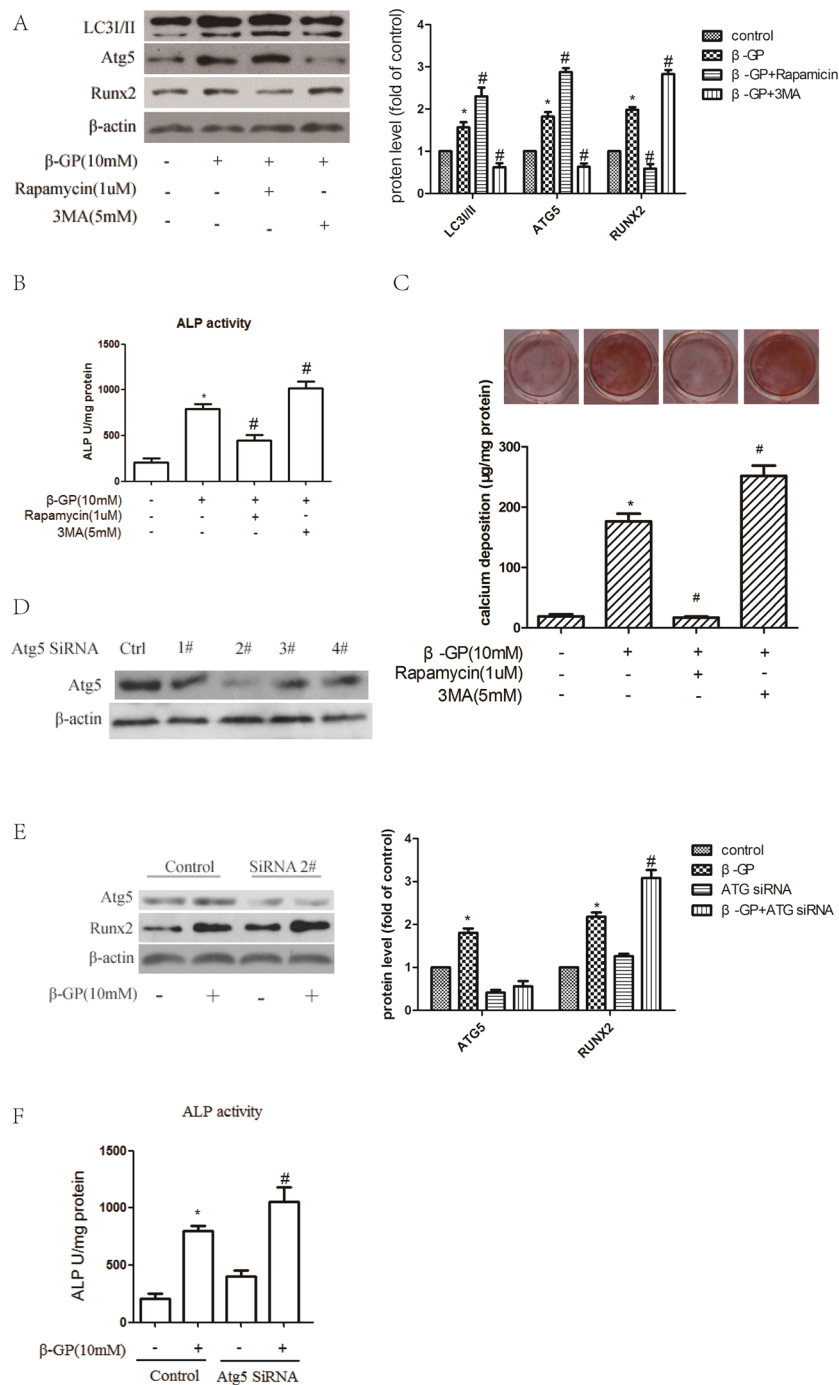 A
LC3I/II
Atg5
Runx2
β-actin
β-GP(10mM) - + + +
Rapamycin(1uM) - - + -
3MA(5mM) - - - +
proten level (fold of control)
4
3
2
1
0
* # #
* # #
* # #
LC3I/II
ATG5
RUNX2
control
β -GP
β -GP+Rapamicin
β -GP+3MA
B
ALP activity
ALP U/mg protein
1500
1000
500
0
* # #
β-GP(10mM) - + + +
Rapamycin(1uM) - - + -
3MA(5mM) - - - +
C
calcium deposition (μg/mg protein)
300
200
100
0
* # #
β -GP(10mM) - + + +
Rapamycin(1uM) - - + -
3MA(5mM) - - - +
D
Atg5 SiRNA Ctrl 1# 2# 3# 4#
Atg5
β-actin
E
Control SiRNA 2#
Atg5
Runx2
β-actin
β-GP(10mM) - + - +
protein level (fold of control)
4
3
2
1
0
*
* #
ATG5
RUNX2
control
β -GP
ATG siRNA
β -GP+ATG siRNA
F
ALP activity
ALP U/mg protein
1500
1000
500
0
* #
β-GP(10mM) - + - +
Control Atg5 SiRNA